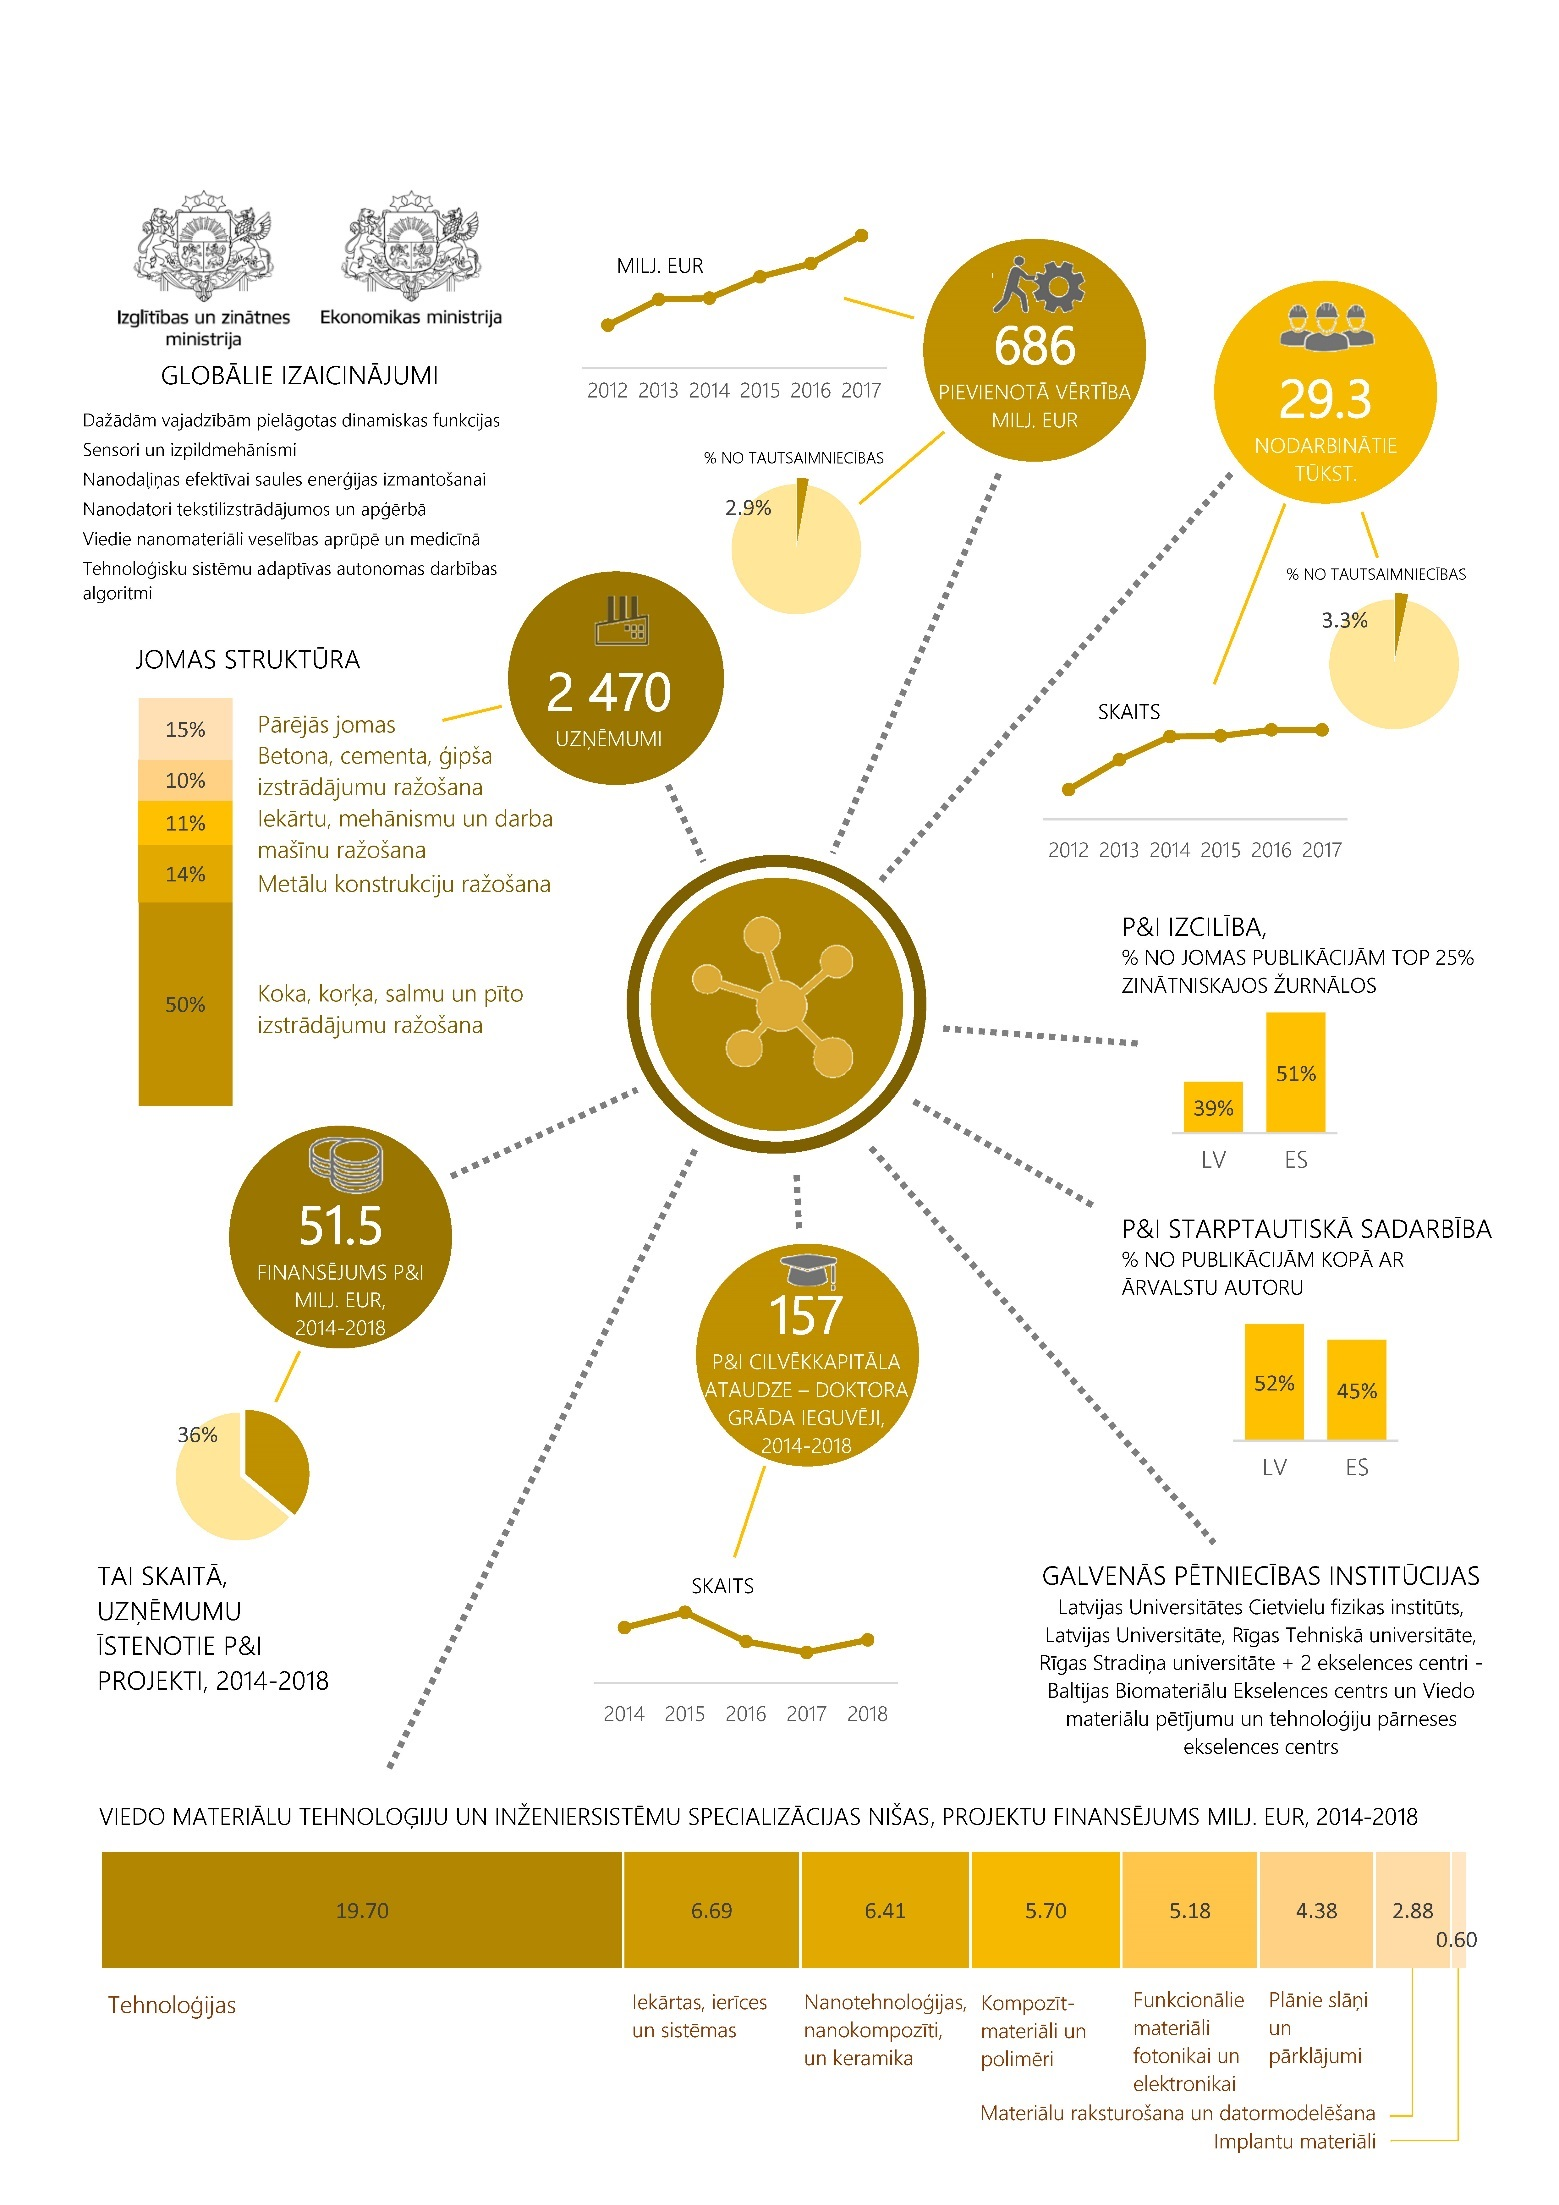 Izglītības un zinātnes
ministrija
Ekonomikas ministrija
GLOBĀLIE IZAICINĀJUMI
Dažādām vajadzībām pielāgotas dinamiskas funkcijas
Sensori un izpildmehānismi
Nanodaļiņas efektīvai saules enerģijas izmantošanai
Nanodatori tekstilizstrādājumos un apģērbā
Viedie nanomateriāli veselības aprūpē un medicīnā
Tehnoloģisku sistēmu adaptīvas autonomas darbības
algoritmi
MILJ. EUR
2012 2013 2014 2015 2016 2017
686
PIEVIENOTĀ VĒRTĪBA
MILJ. EUR
% NO TAUTSAIMNIECIBAS
2.9%
29.3
NODARBINĀTIE
TŪKST.
% NO TAUTSAIMNIECĪBAS
3.3%
SKAITS
2012 2013 2014 2015 2016 2017
2 470
UZŅĒMUMI
JOMAS STRUKTŪRA
15%
10%
11%
14%
50%
Pārējās jomas
Betona, cementa, ģipša
izstrādājumu ražošana
Iekārtu, mehānismu un darba
mašīnu ražošana
Metālu konstrukciju ražošana
Koka, korķa, salmu un pīto
izstrādājumu ražošana
P&I IZCILĪBA,
% NO JOMAS PUBLIKĀCIJĀM TOP 25%
ZINĀTNISKAJOS ŽURNĀLOS
39%
51%
LV ES
P&I STARPTAUTISKĀ SADARBĪBA
% NO PUBLIKĀCIJĀM KOPĀ AR
ĀRVALSTU AUTORU
52%
45%
LV ES
51.5
FINANSĒJUMS P&I
MILJ. EUR,
2014-2018
36%
TAI SKAITĀ,
UZŅĒMUMU
ĪSTENOTIE P&I
PROJEKTI, 2014-2018
157
P&I CILVĒKKAPITĀLA
ATAUDZE – DOKTORA
GRĀDA IEGUVĒJI,
2014-2018
SKAITS
2014 2015 2016 2017 2018
GALVENĀS PĒTNIECĪBAS INSTITŪCIJAS
Latvijas Universitātes Cietvielu fizikas institūts,
Latvijas Universitāte, Rīgas Tehniskā universitāte,
Rīgas Stradiņa universitāte + 2 ekselences centri -
Baltijas Biomateriālu Ekselences centrs un Viedo
materiālu pētījumu un tehnoloģiju pārneses
ekselences centrs
VIEDO MATERIĀLU TEHNOLOĢIJU UN INŽENIERSISTĒMU SPECIALIZĀCIJAS NIŠAS, PROJEKTU FINANSĒJUMS MILJ. EUR, 2014-2018
19.70 6.69 6.41 5.70 5.18 4.38 2.88
0.60
Tehnoloģijas
Iekārtas, ierīces
un sistēmas
Nanotehnoloģijas,
nanokompozīti,
un keramika
Kompozīt-
materiāli un
polimēri
Funkcionālie
materiāli
fotonikai un
elektronikai
Plānie slāņi
un
pārklājumi
Materiālu raksturošana un datormodelēšana
Implantu materiāli